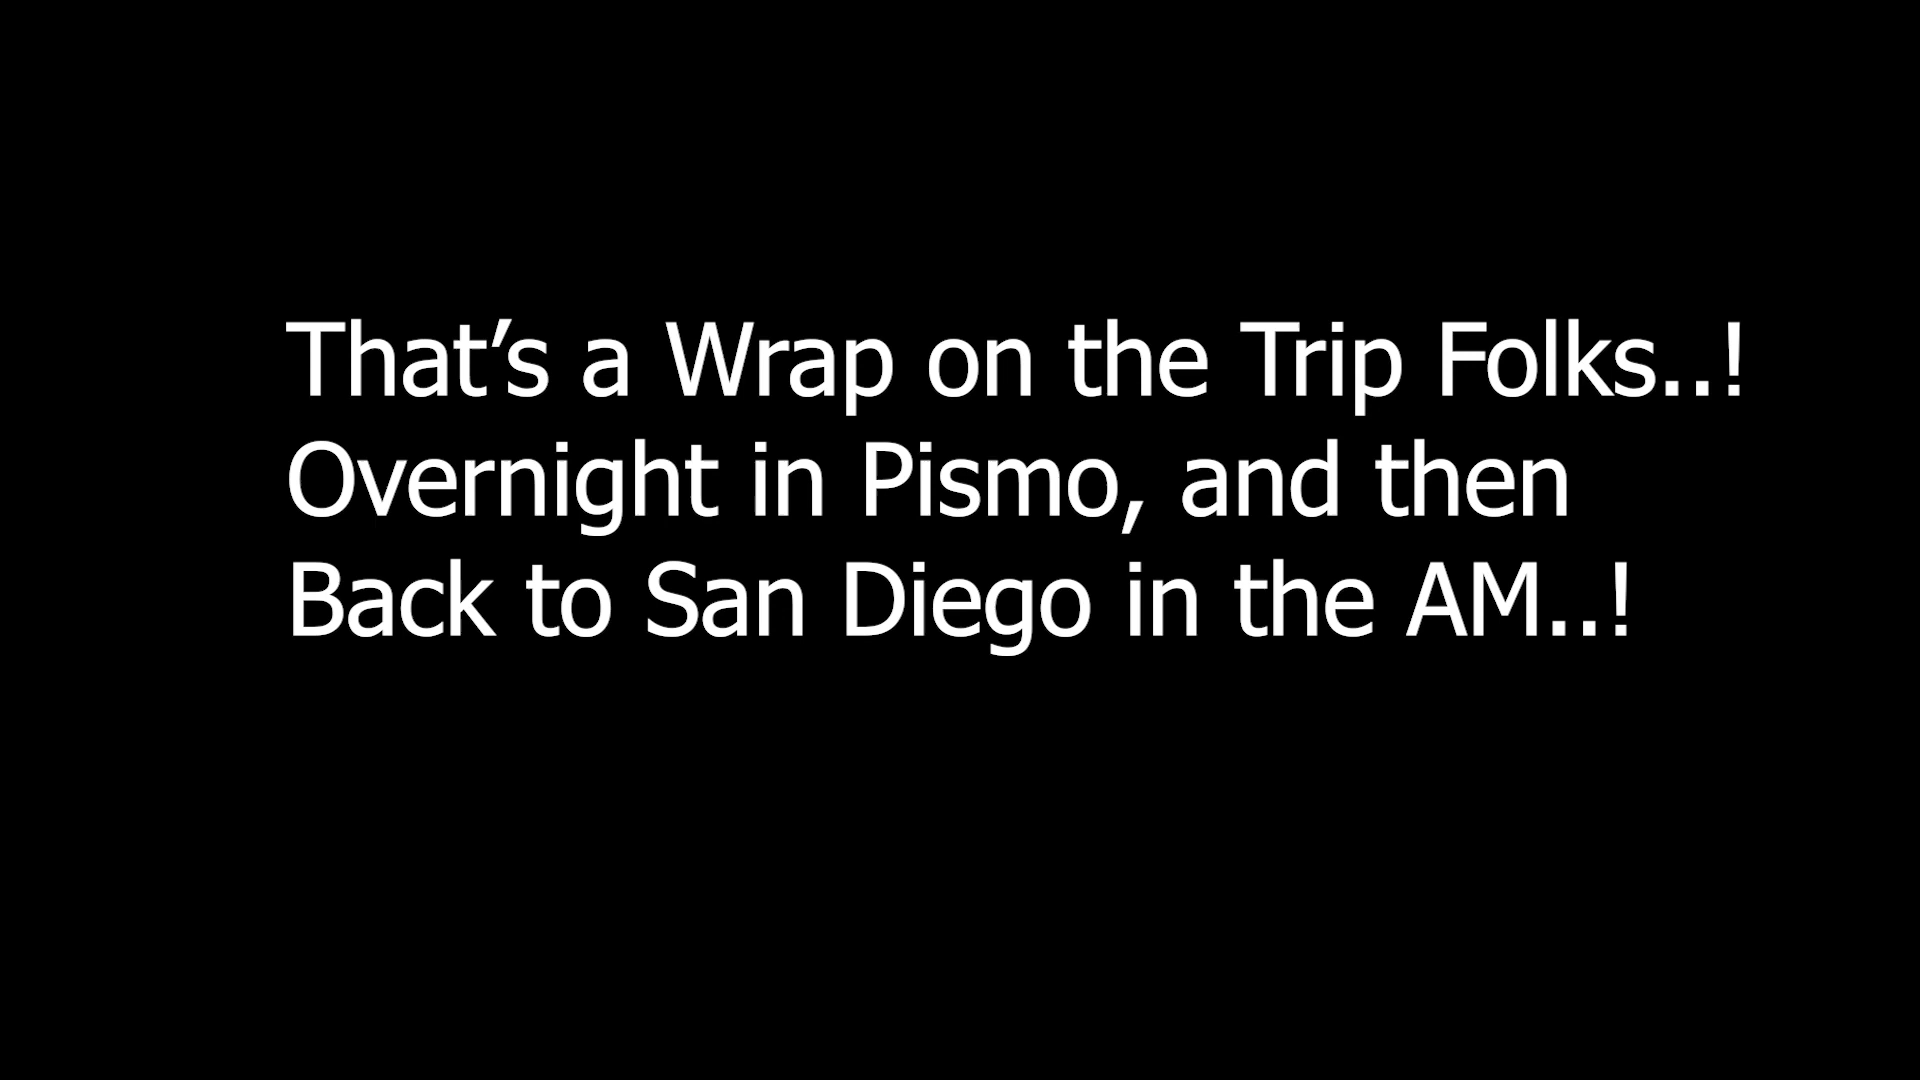 That’s a Wrap on the Trip Folks..!
Overnight in Pismo, and then
Back to San Diego in the AM..!